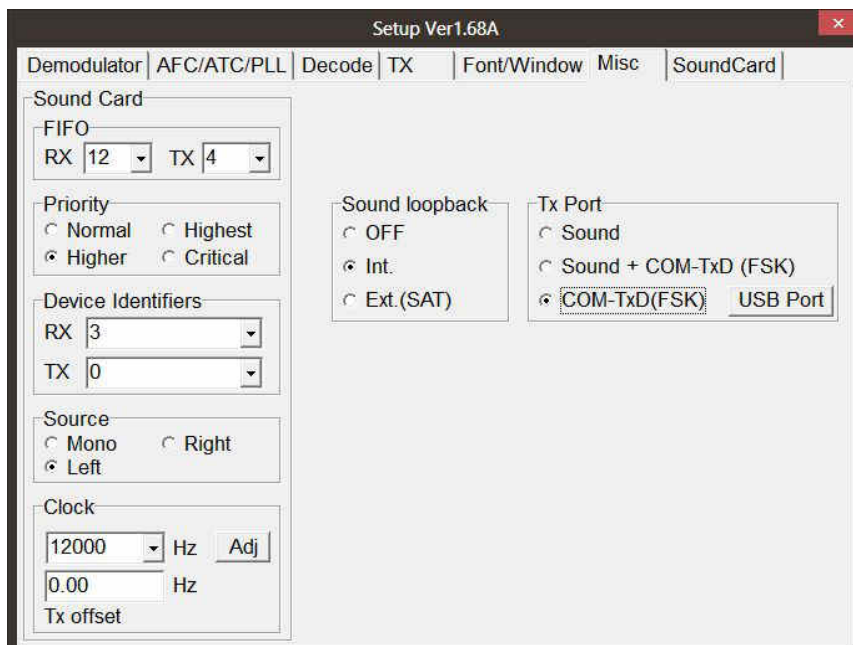 Setup Ver1.68A
Demodulator AFC/ATC/PLL Decode TX Font/Window Misc SoundCard
Sound Card
FIFO
RX 12 TX 4
Priority
Normal Highest
Higher Critical
Device Identifiers
RX 3
TX 0
Source
Mono Right
Left
Clock
12000 Hz Adj
0.00 Hz
Tx offset
Sound loopback
OFF
Int.
Ext.(SAT)
Tx Port
Sound
Sound + COM-TxD (FSK)
COM-TxD(FSK) USB Port